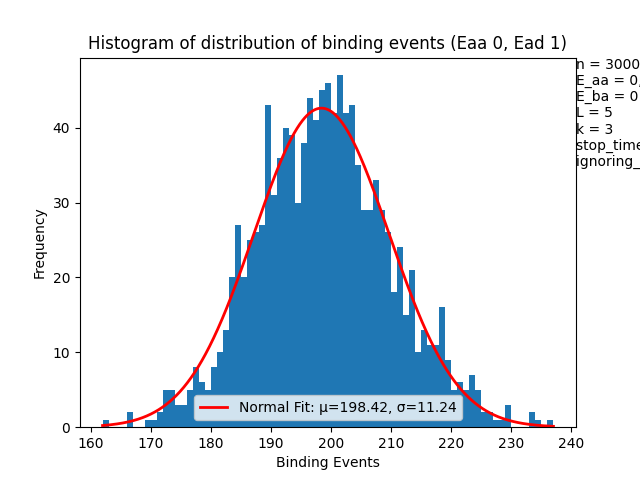 Histogram of distribution of binding events (Eaa 0, Ead 1)
n = 3000
E_aa = 0,
E_ba = 0
L = 5
k = 3
stop_time
ignoring_
Frequency
40
30
20
10
0
160 170 180 190 200 210 220 230 240
Normal Fit: μ=198.42, σ=11.24
Binding Events